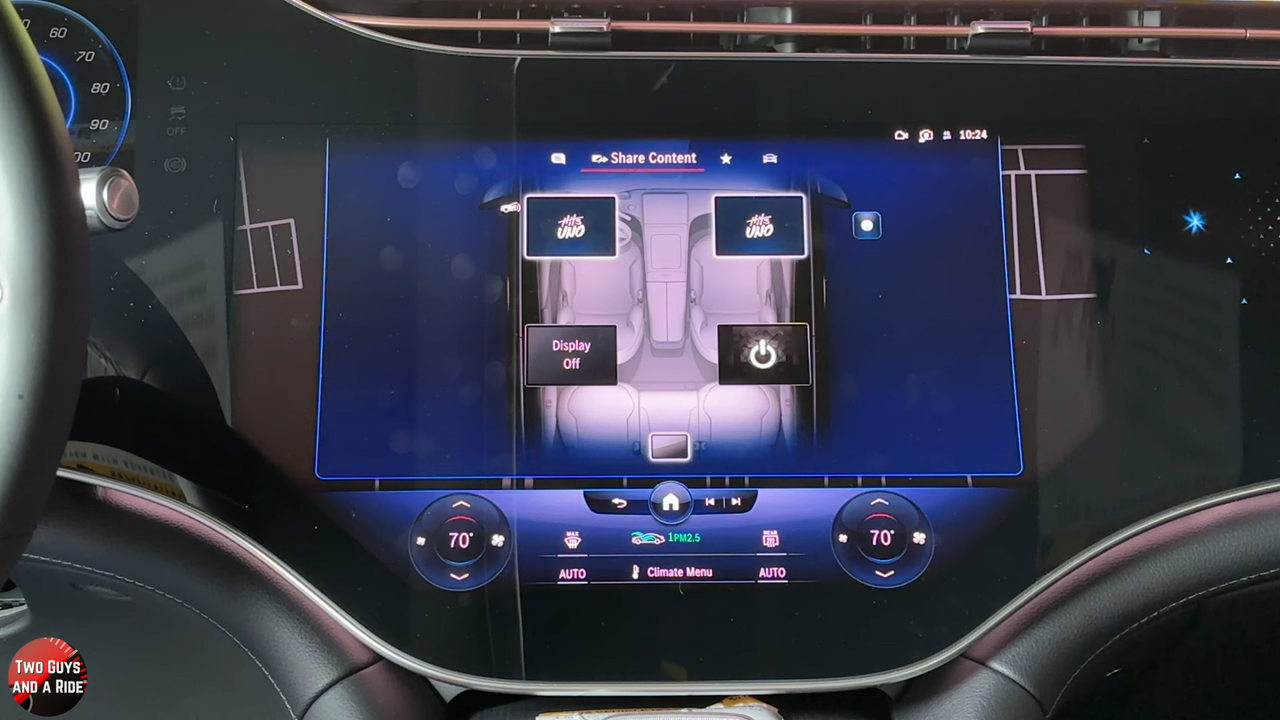 60
70
80
90
00
OFF
10:24
Share Content
Hits
UNO
Hits
UNO
Display
Off
70°
70°
MAX
REAR
1PM2.5
AUTO
Climate Menu
AUTO
TWO GUYS
AND A RIDE